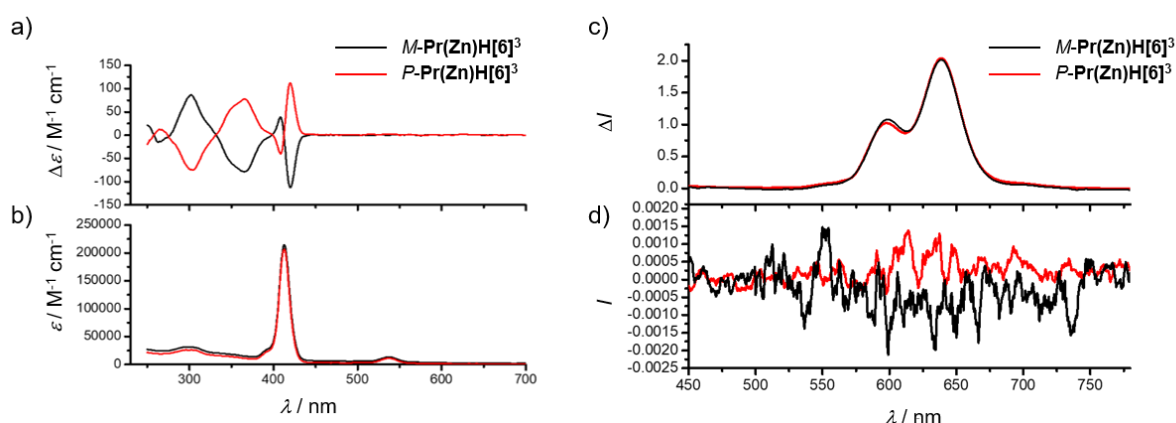 a)
M-Pr(Zn)H[6]³
P-Pr(Zn)H[6]³
150
100
50
0
-50
-100
-150
Δε / M⁻¹ cm⁻¹
b)
250000
200000
150000
100000
50000
0
ε / M⁻¹ cm⁻¹
300 400 500 600 700
λ / nm
c)
M-Pr(Zn)H[6]³
P-Pr(Zn)H[6]³
2.0
1.0
0.0
ΔI
d)
0.0020
0.0015
0.0010
0.0005
0.0000
-0.0005
-0.0010
-0.0015
-0.0020
-0.0025
I
450 500 550 600 650 700 750
λ / nm